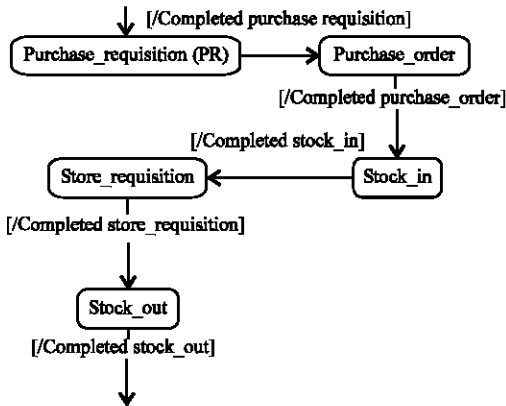 [/Completed purchase requisition]
Purchase_requisition (PR)
Purchase_order
[/Completed purchase_order]
[/Completed stock_in]
Store_requisition
Stock_in
[/Completed store_requisition]
Stock_out
[/Completed stock_out]